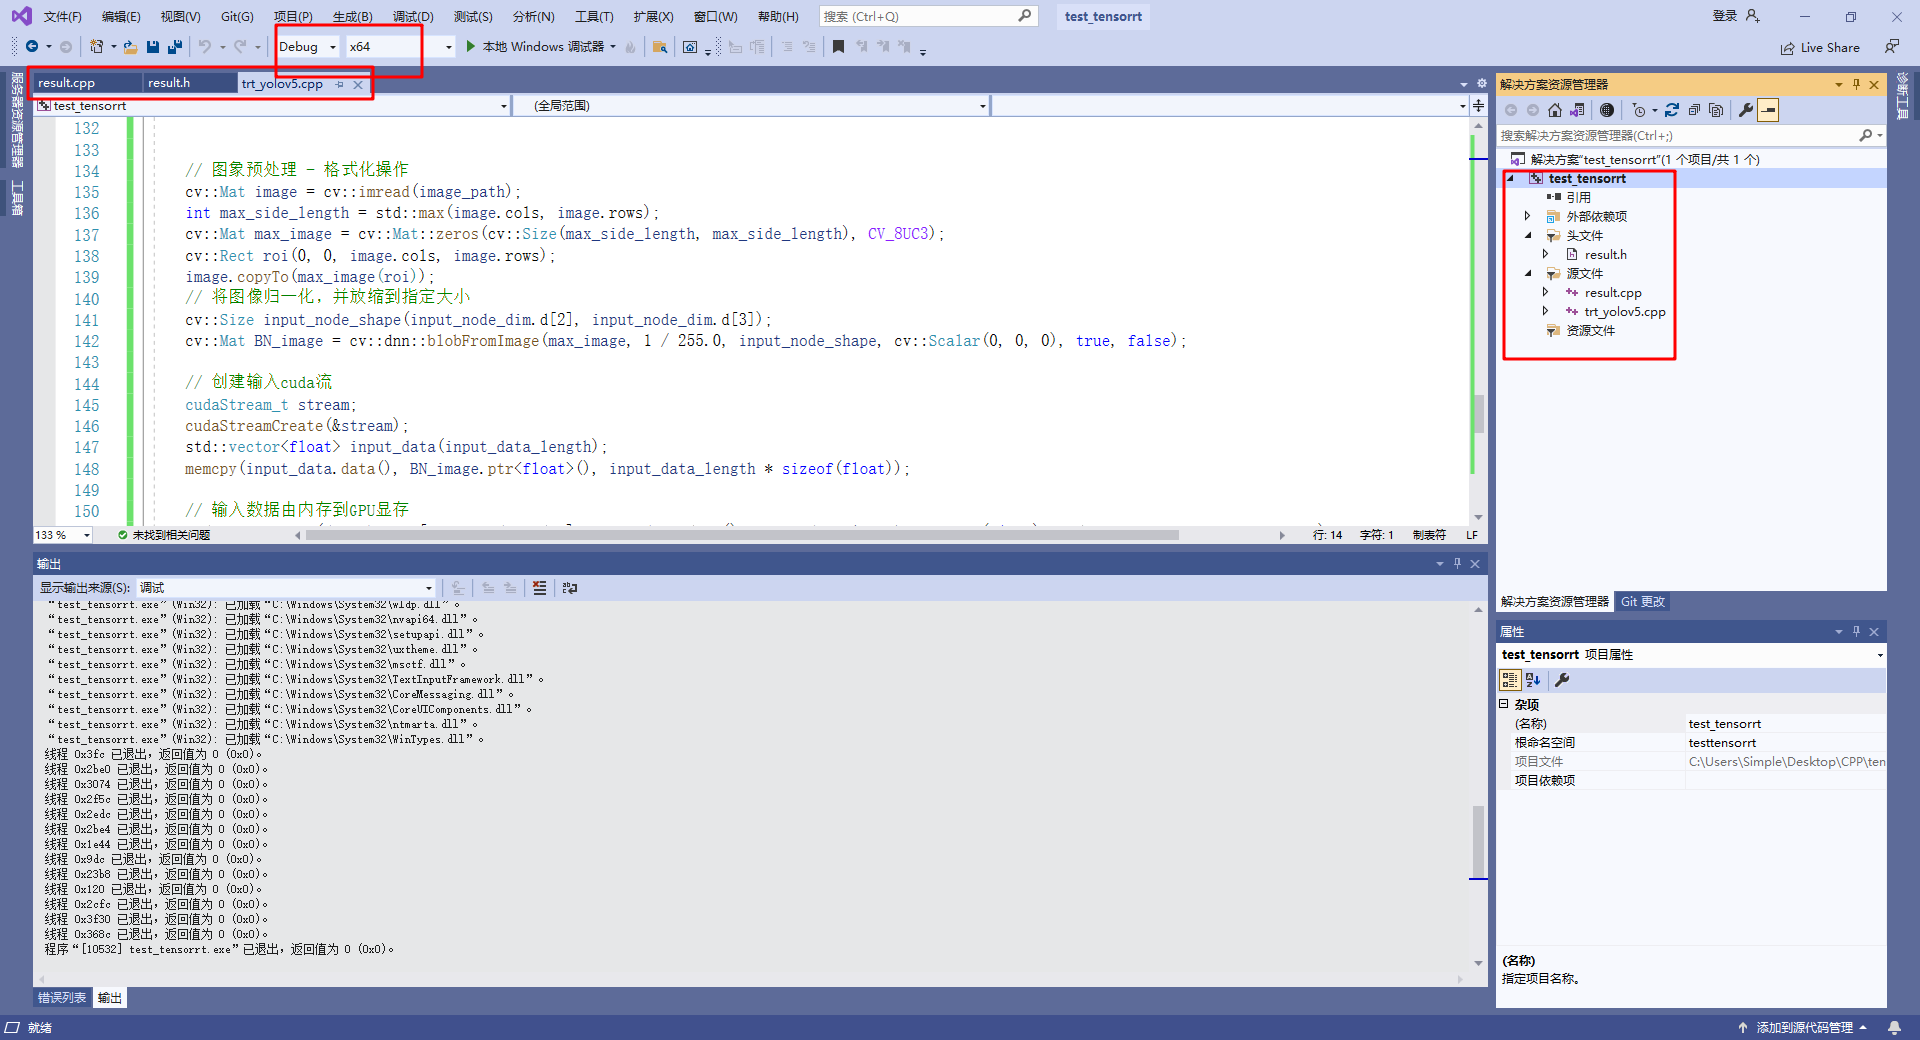 文件(F) 编辑(E) 视图(V) Git(G) 项目(P) 生成(B) 调试(D) 测试(S) 分析(N) 工具(T) 扩展(X) 窗口(W) 帮助(H) 搜索 (Ctrl+Q) test_tensorrt 登录
Debug x64 本地 Windows 调试器 Live Share
服务器资源管理器
工具箱
result.cpp result.h trt_yolov5.cpp
test_tensorrt (全局范围)
132
133
134 // 图象预处理 - 格式化操作
135 cv::Mat image = cv::imread(image_path);
136 int max_side_length = std::max(image.cols, image.rows);
137 cv::Mat max_image = cv::Mat::zeros(cv::Size(max_side_length, max_side_length), CV_8UC3);
138 cv::Rect roi(0, 0, image.cols, image.rows);
139 image.copyTo(max_image(roi));
140 // 将图像归一化，并放缩到指定大小
141 cv::Size input_node_shape(input_node_dim.d[2], input_node_dim.d[3]);
142 cv::Mat BN_image = cv::dnn::blobFromImage(max_image, 1 / 255.0, input_node_shape, cv::Scalar(0, 0, 0), true, false);
143
144 // 创建输入cuda流
145 cudaStream_t stream;
146 cudaStreamCreate(&stream);
147 std::vector<float> input_data(input_data_length);
148 memcpy(input_data.data(), BN_image.ptr<float>(), input_data_length * sizeof(float));
149
150 // 输入数据由内存到GPU显存
133 % 未找到相关问题 行: 14 字符: 1 制表符 LF
输出
显示输出来源(S): 调试
“test_tensorrt.exe”(Win32): 已加载“C:\Windows\System32\wldp.dll”。
“test_tensorrt.exe”(Win32): 已加载“C:\Windows\System32\nvapi64.dll”。
“test_tensorrt.exe”(Win32): 已加载“C:\Windows\System32\setupapi.dll”。
“test_tensorrt.exe”(Win32): 已加载“C:\Windows\System32\uxtheme.dll”。
“test_tensorrt.exe”(Win32): 已加载“C:\Windows\System32\msctf.dll”。
“test_tensorrt.exe”(Win32): 已加载“C:\Windows\System32\TextInputFramework.dll”。
“test_tensorrt.exe”(Win32): 已加载“C:\Windows\System32\CoreMessaging.dll”。
“test_tensorrt.exe”(Win32): 已加载“C:\Windows\System32\CoreUIComponents.dll”。
“test_tensorrt.exe”(Win32): 已加载“C:\Windows\System32\ntmarta.dll”。
“test_tensorrt.exe”(Win32): 已加载“C:\Windows\System32\WinTypes.dll”。
线程 0x3fc 已退出，返回值为 0 (0x0)。
线程 0x2be0 已退出，返回值为 0 (0x0)。
线程 0x3074 已退出，返回值为 0 (0x0)。
线程 0x2f5c 已退出，返回值为 0 (0x0)。
线程 0x2edc 已退出，返回值为 0 (0x0)。
线程 0x2be4 已退出，返回值为 0 (0x0)。
线程 0x1e44 已退出，返回值为 0 (0x0)。
线程 0x9dc 已退出，返回值为 0 (0x0)。
线程 0x23b8 已退出，返回值为 0 (0x0)。
线程 0x120 已退出，返回值为 0 (0x0)。
线程 0x2cfc 已退出，返回值为 0 (0x0)。
线程 0x3f30 已退出，返回值为 0 (0x0)。
线程 0x368c 已退出，返回值为 0 (0x0)。
程序“[10532] test_tensorrt.exe”已退出，返回值为 0 (0x0)。
错误列表 输出
解决方案资源管理器
搜索解决方案资源管理器(Ctrl+;)
解决方案"test_tensorrt"(1 个项目/共 1 个)
test_tensorrt
引用
外部依赖项
头文件
result.h
源文件
result.cpp
trt_yolov5.cpp
资源文件
解决方案资源管理器 Git 更改
属性
test_tensorrt 项目属性
杂项
(名称) test_tensorrt
根命名空间 testtensorrt
项目文件 C:\Users\Simple\Desktop\CPP\ten
项目依赖项
(名称)
指定项目名称。
诊断工具
就绪 添加到源代码管理